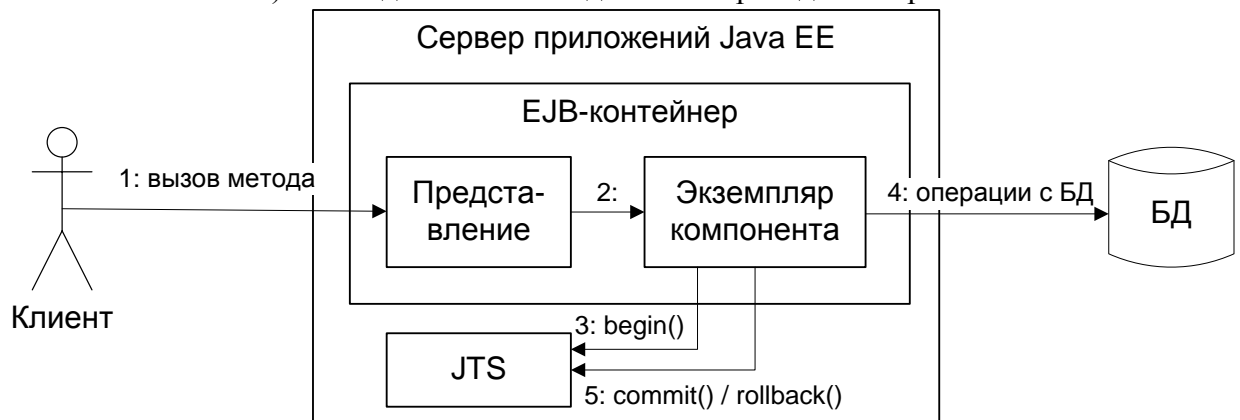 Сервер приложений Java EE
EJB-контейнер
1: вызов метода
Предста-
вление
2:
Экземпляр
компонента
4: операции с БД
БД
Клиент
3: begin()
JTS
5: commit() / rollback()